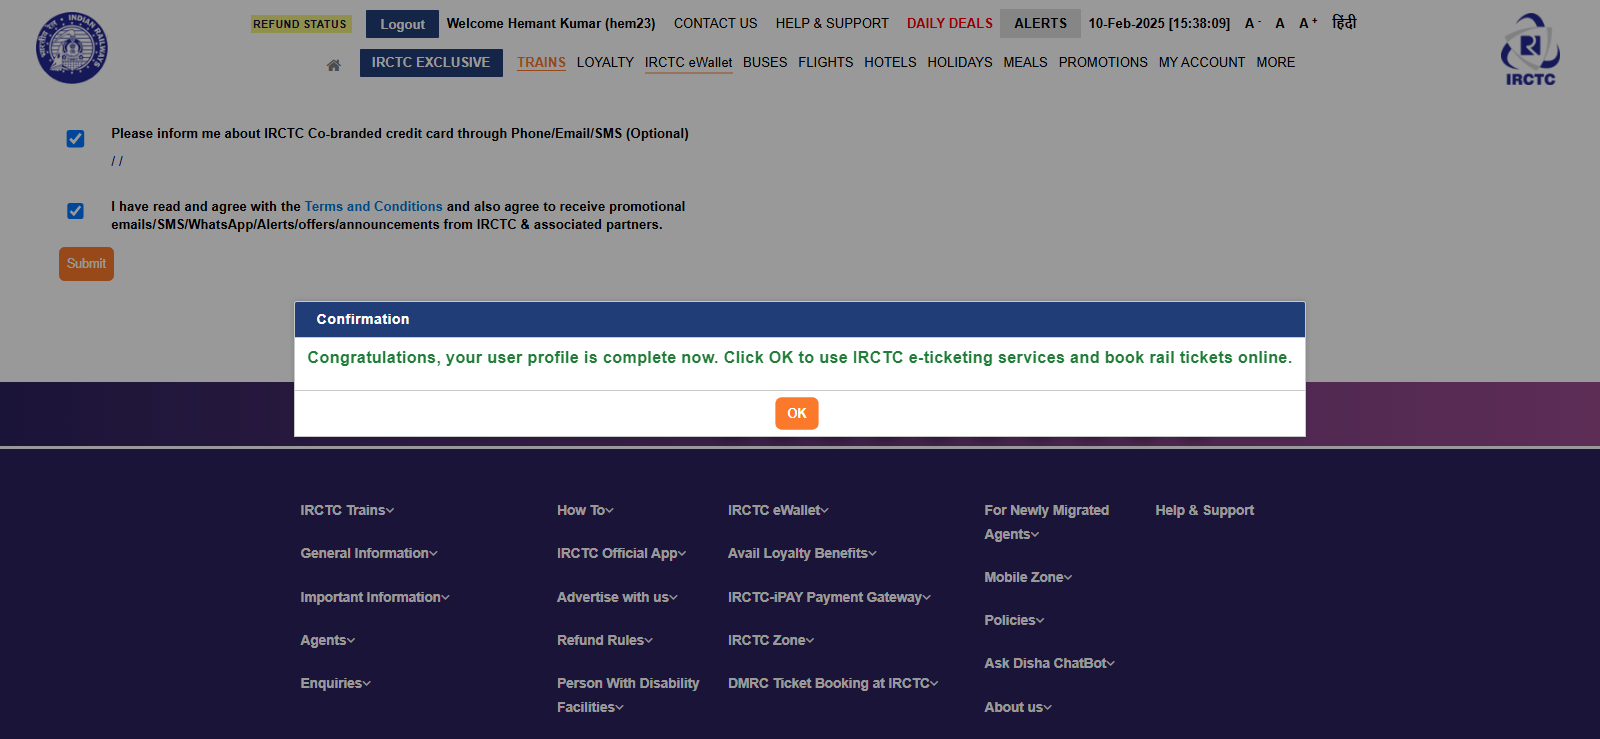 REFUND STATUS Logout Welcome Hemant Kumar (hem23) CONTACT US HELP & SUPPORT DAILY DEALS ALERTS 10-Feb-2025 [15:38:09] A - A A + हिंदी
IRCTC EXCLUSIVE TRAINS LOYALTY IRCTC eWallet BUSES FLIGHTS HOTELS HOLIDAYS MEALS PROMOTIONS MY ACCOUNT MORE
INDIAN RAILWAYS
भारतीय रेल
IRCTC
Please inform me about IRCTC Co-branded credit card through Phone/Email/SMS (Optional)
/ /
I have read and agree with the Terms and Conditions and also agree to receive promotional
emails/SMS/WhatsApp/Alerts/offers/announcements from IRCTC & associated partners.
Submit
Confirmation
Congratulations, your user profile is complete now. Click OK to use IRCTC e-ticketing services and book rail tickets online.
OK
IRCTC Trains
General Information
Important Information
Agents
Enquiries
How To
IRCTC Official App
Advertise with us
Refund Rules
Person With Disability
Facilities
IRCTC eWallet
Avail Loyalty Benefits
IRCTC-iPAY Payment Gateway
IRCTC Zone
DMRC Ticket Booking at IRCTC
For Newly Migrated
Agents
Mobile Zone
Policies
Ask Disha ChatBot
About us
Help & Support